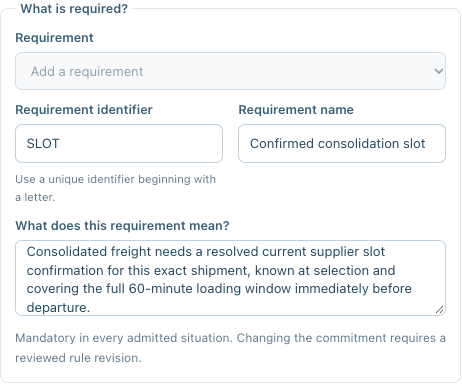 What is required?
Requirement
Add a requirement
Requirement identifier
Requirement name
SLOT
Confirmed consolidation slot
Use a unique identifier beginning with
a letter.
What does this requirement mean?
Consolidated freight needs a resolved current supplier slot
confirmation for this exact shipment, known at selection and
covering the full 60-minute loading window immediately before
departure.
Mandatory in every admitted situation. Changing the commitment requires a
reviewed rule revision.